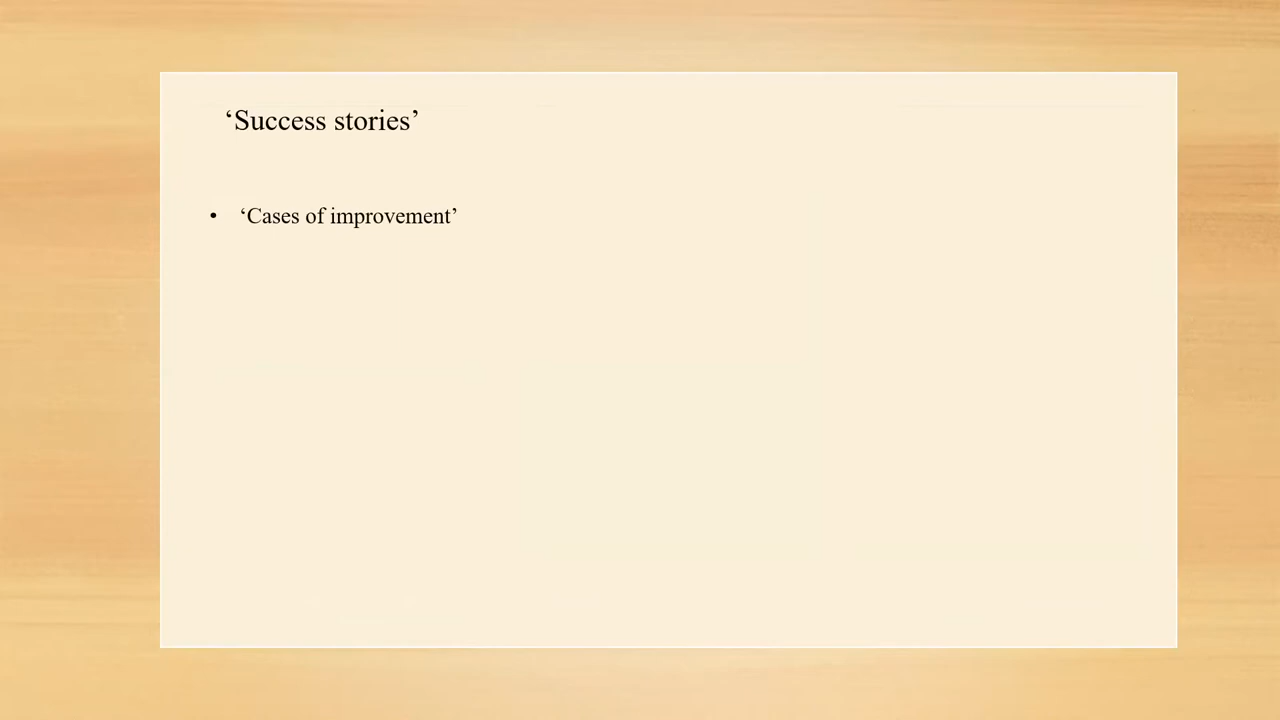 ‘Success stories’
• ‘Cases of improvement’